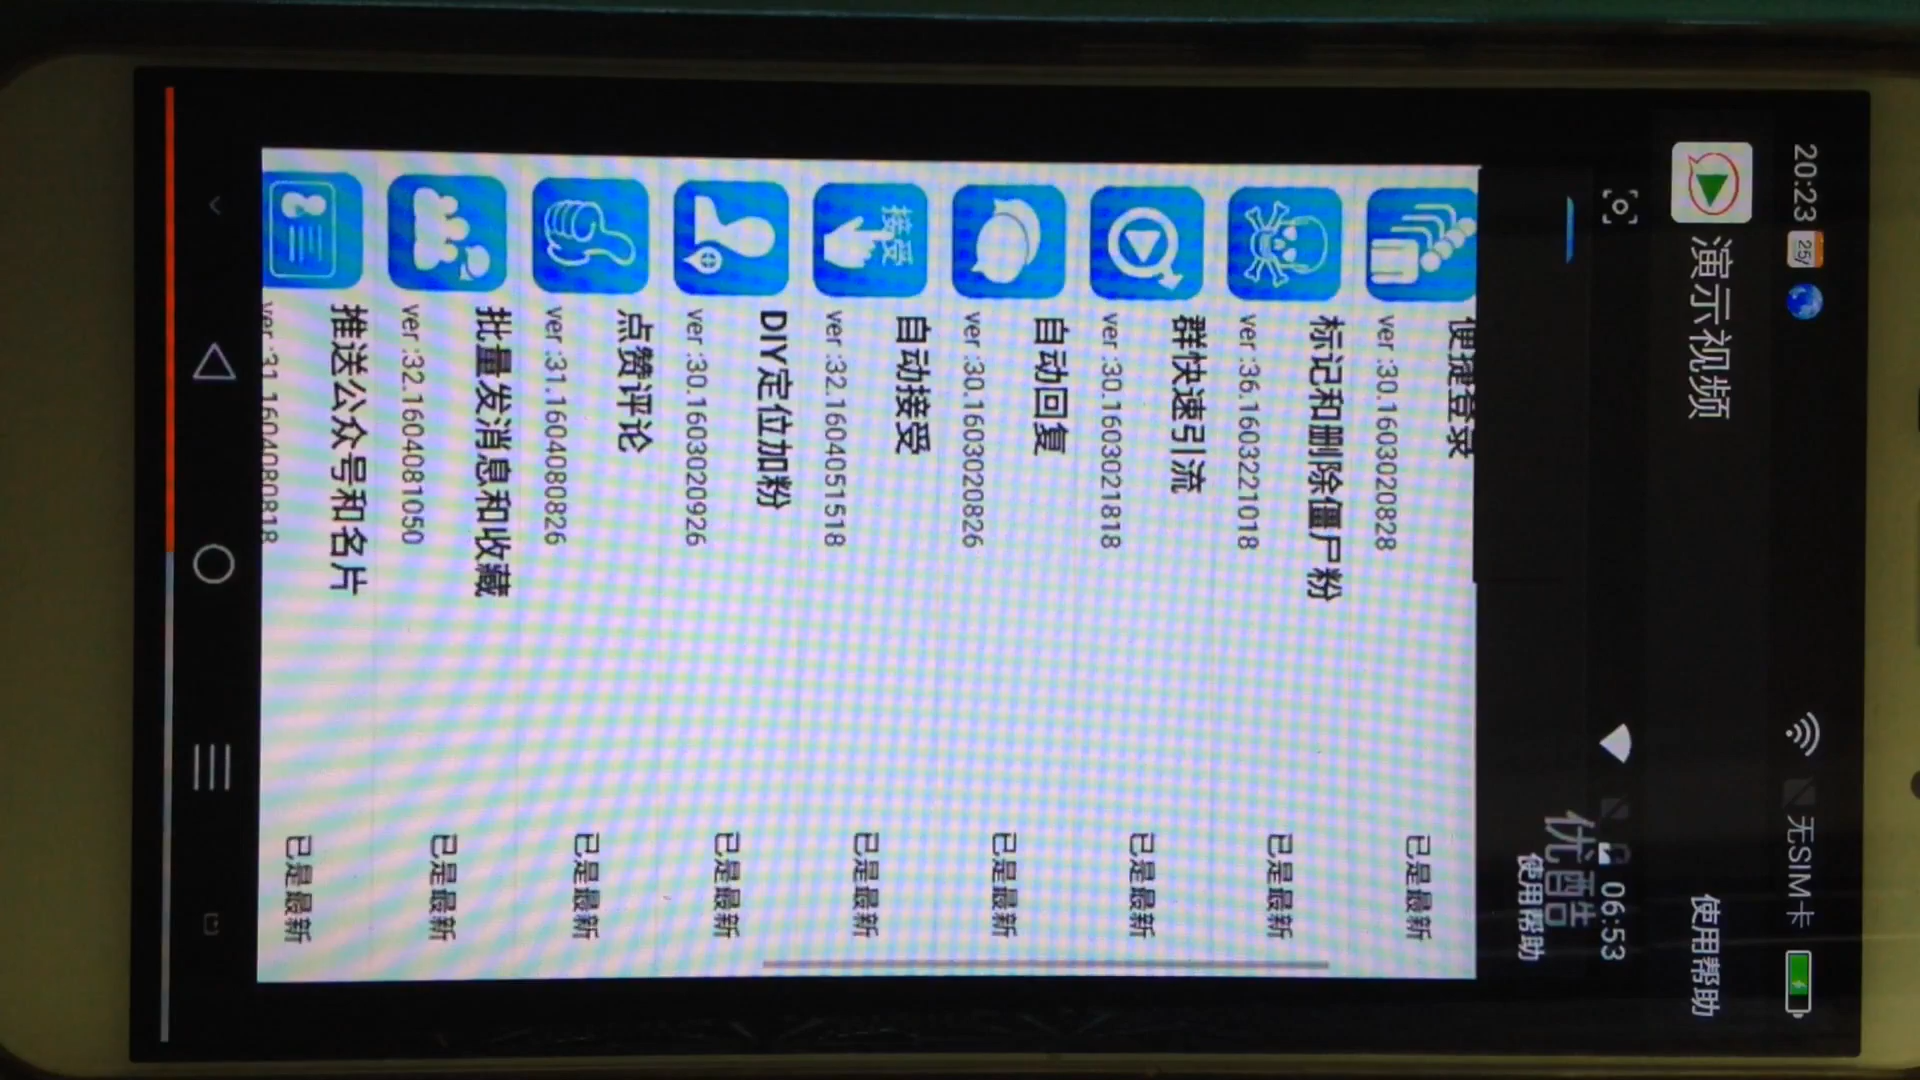 20:23
25/
无SIM卡
演示视频
使用帮助
06:53
优酷
使用帮助
便捷登录
ver :30.1603020828
已是最新
标记和删除僵尸粉
ver :36.1603221018
已是最新
群快速引流
ver :30.1603021818
已是最新
自动回复
ver :30.1603020826
已是最新
接受
自动接受
ver :32.1604051518
已是最新
DIY定位加粉
ver :30.1603020926
已是最新
点赞评论
ver :31.1604080826
已是最新
批量发消息和收藏
ver :32.1604081050
已是最新
推送公众号和名片
ver :31.1604080818
已是最新